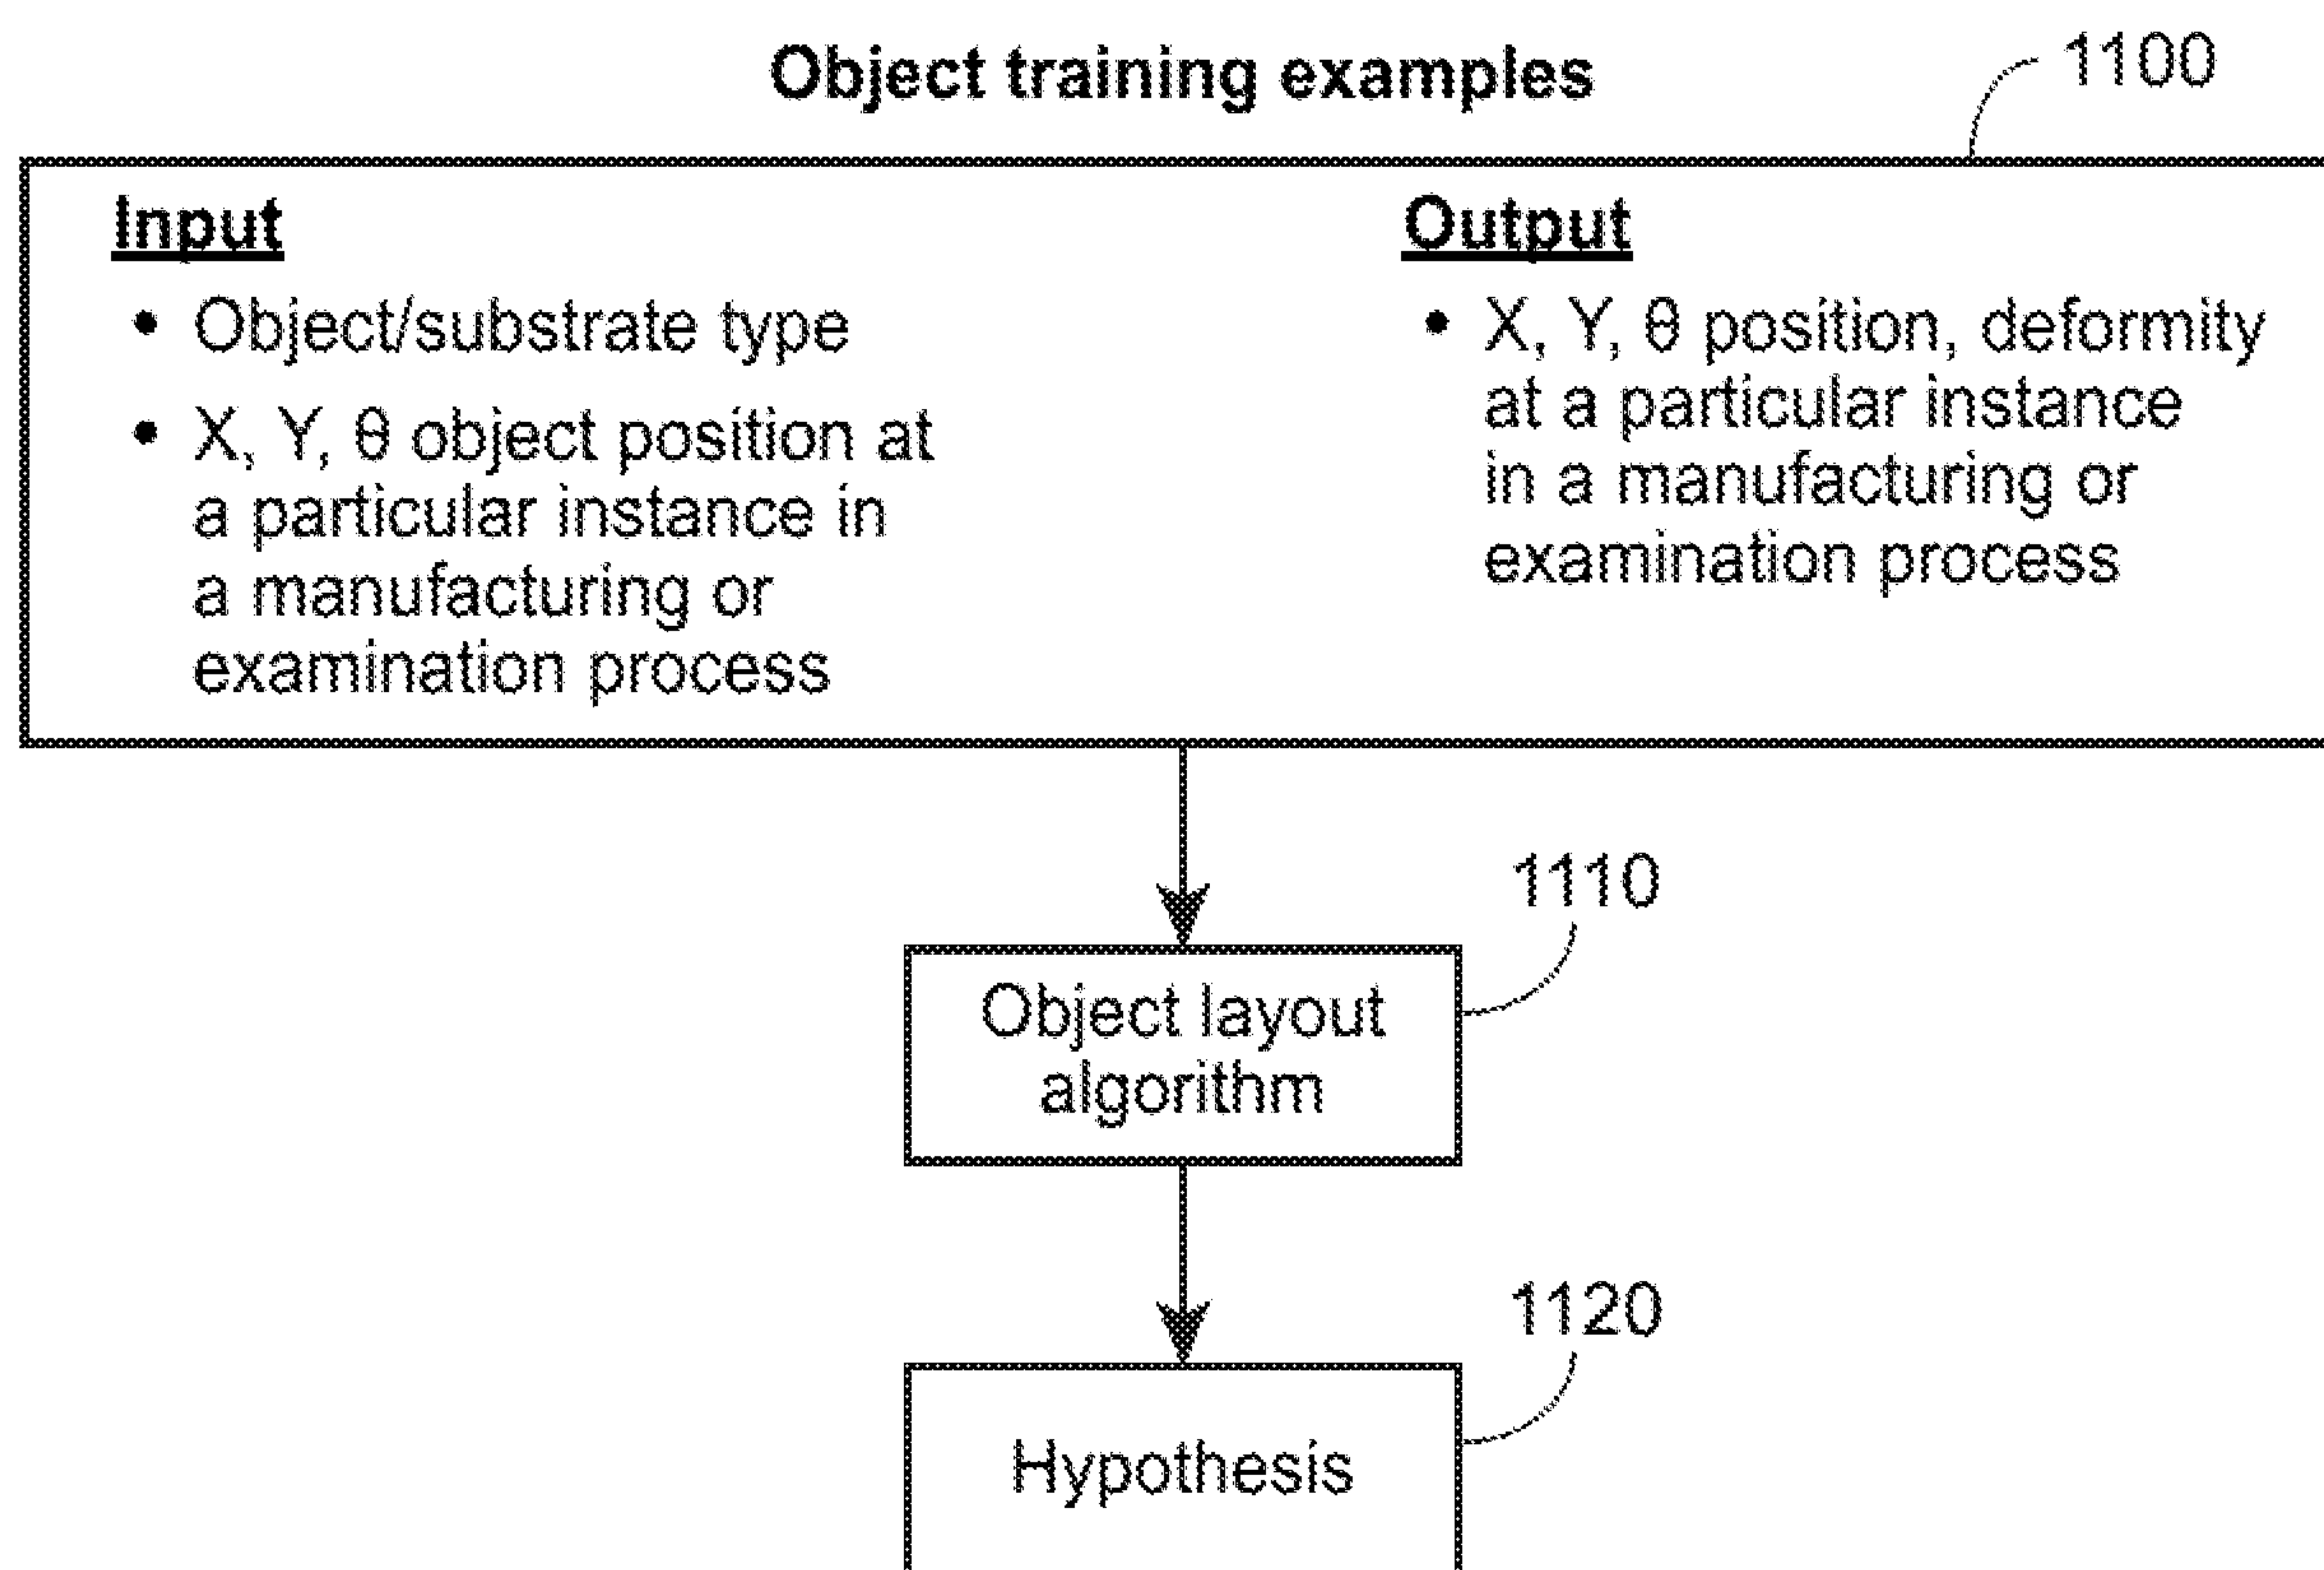 Object training examples
1100
Input
• Object/substrate type
• X, Y, θ object position at
a particular instance in
a manufacturing or
examination process
Output
• X, Y, θ position, deformity
at a particular instance
in a manufacturing or
examination process
1110
Object layout
algorithm
1120
Hypothesis